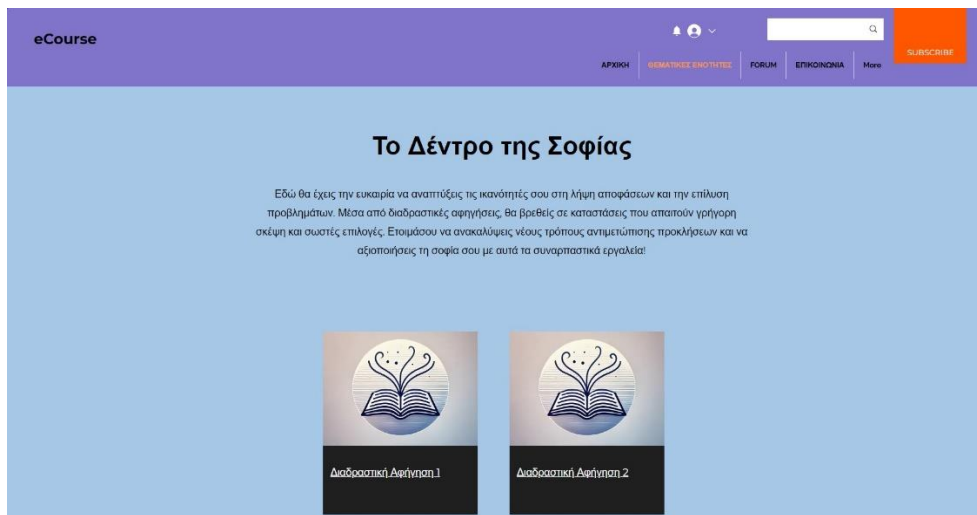 eCourse
SUBSCRIBE
ΑΡΧΙΚΗ ΘΕΜΑΤΙΚΕΣ ΕΝΟΤΗΤΕΣ FORUM ΕΠΙΚΟΙΝΩΝΙΑ More
Το Δέντρο της Σοφίας
Εδώ θα έχεις την ευκαιρία να αναπτύξεις τις ικανότητές σου στη λήψη αποφάσεων και την επίλυση
προβλημάτων. Μέσα από διαδραστικές αφηγήσεις, θα βρεθείς σε καταστάσεις που απαιτούν γρήγορη
σκέψη και σωστές επιλογές. Ετοιμάσου να ανακαλύψεις νέους τρόπους αντιμετώπισης προκλήσεων και να
αξιοποιήσεις τη σοφία σου με αυτά τα συναρπαστικά εργαλεία!
Διαδραστική Αφήγηση 1
Διαδραστική Αφήγηση 2